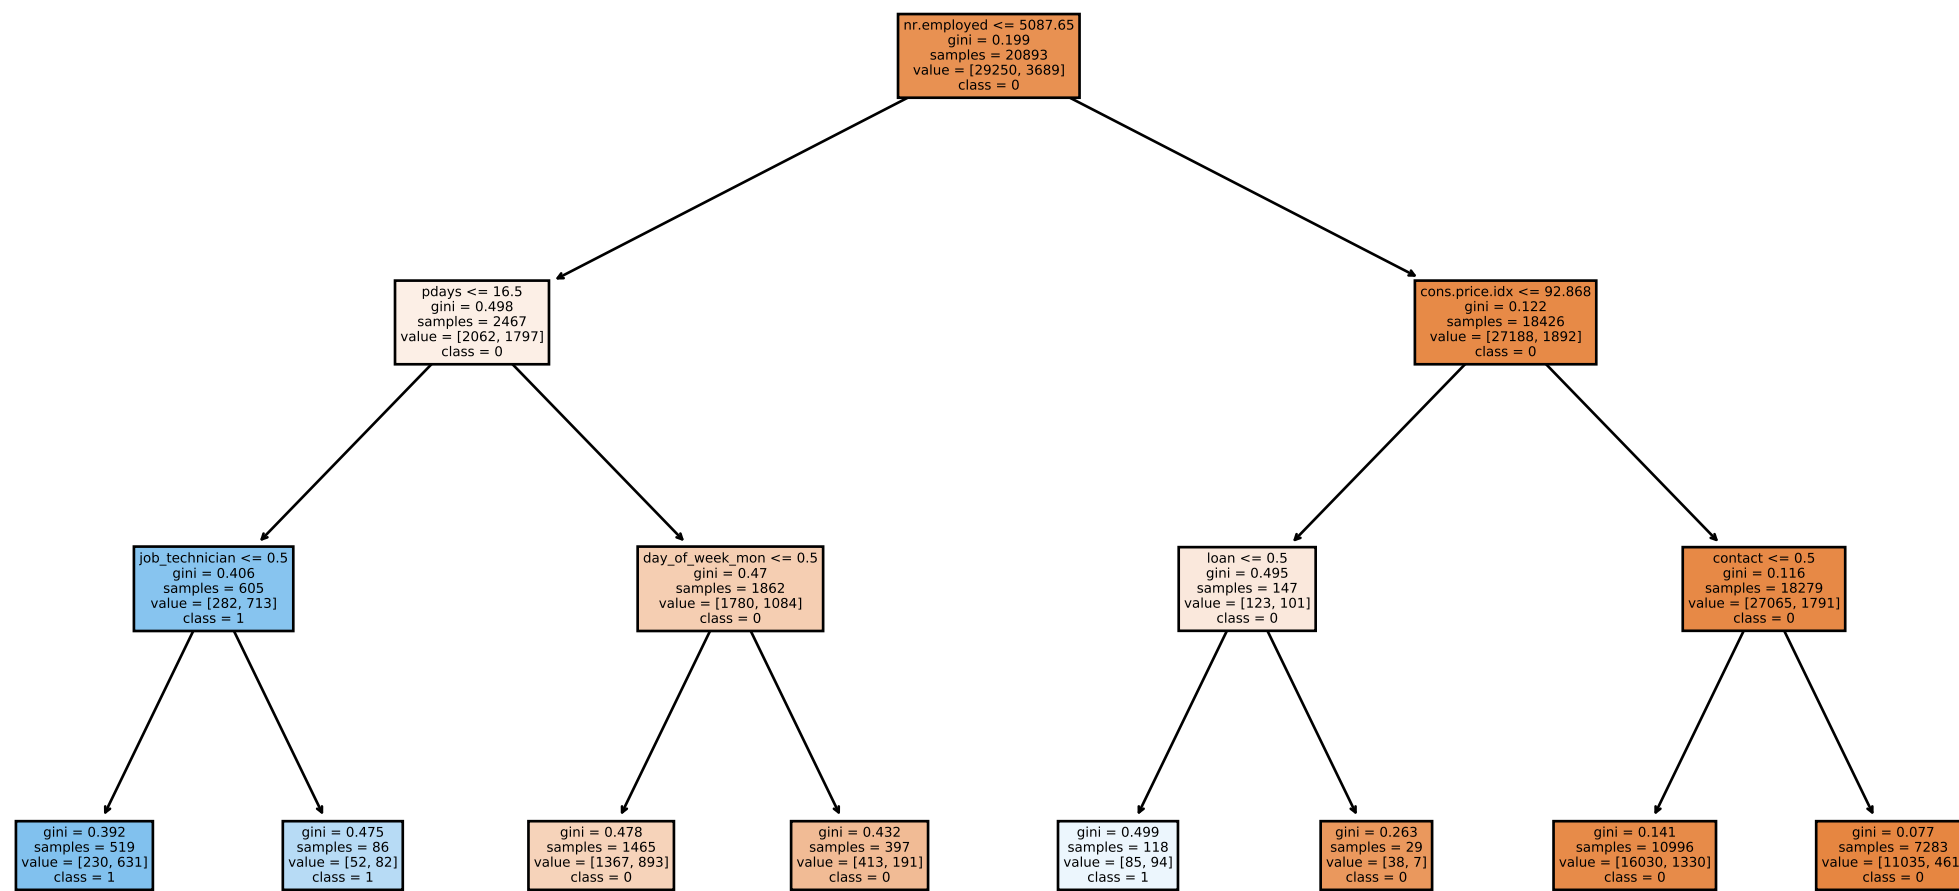 nr.employed <= 5087.65
gini = 0.199
samples = 20893
value = [29250, 3689]
class = 0
pdays <= 16.5
gini = 0.498
samples = 2467
value = [2062, 1797]
class = 0
cons.price.idx <= 92.868
gini = 0.122
samples = 18426
value = [27188, 1892]
class = 0
job_technician <= 0.5
gini = 0.406
samples = 605
value = [282, 713]
class = 1
day_of_week_mon <= 0.5
gini = 0.47
samples = 1862
value = [1780, 1084]
class = 0
loan <= 0.5
gini = 0.495
samples = 147
value = [123, 101]
class = 0
contact <= 0.5
gini = 0.116
samples = 18279
value = [27065, 1791]
class = 0
gini = 0.392
samples = 519
value = [230, 631]
class = 1
gini = 0.475
samples = 86
value = [52, 82]
class = 1
gini = 0.478
samples = 1465
value = [1367, 893]
class = 0
gini = 0.432
samples = 397
value = [413, 191]
class = 0
gini = 0.499
samples = 118
value = [85, 94]
class = 1
gini = 0.263
samples = 29
value = [38, 7]
class = 0
gini = 0.141
samples = 10996
value = [16030, 1330]
class = 0
gini = 0.077
samples = 7283
value = [11035, 461
class = 0